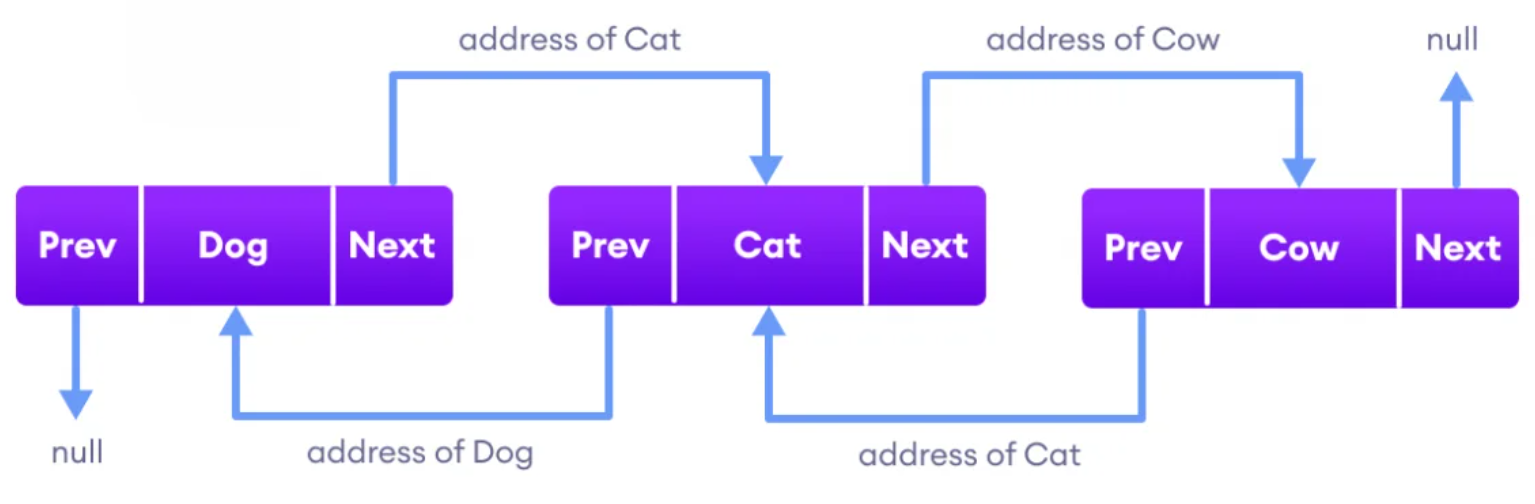 address of Cat
address of Cow
null
Prev
Dog
Next
Prev
Cat
Next
Prev
Cow
Next
null
address of Dog
address of Cat